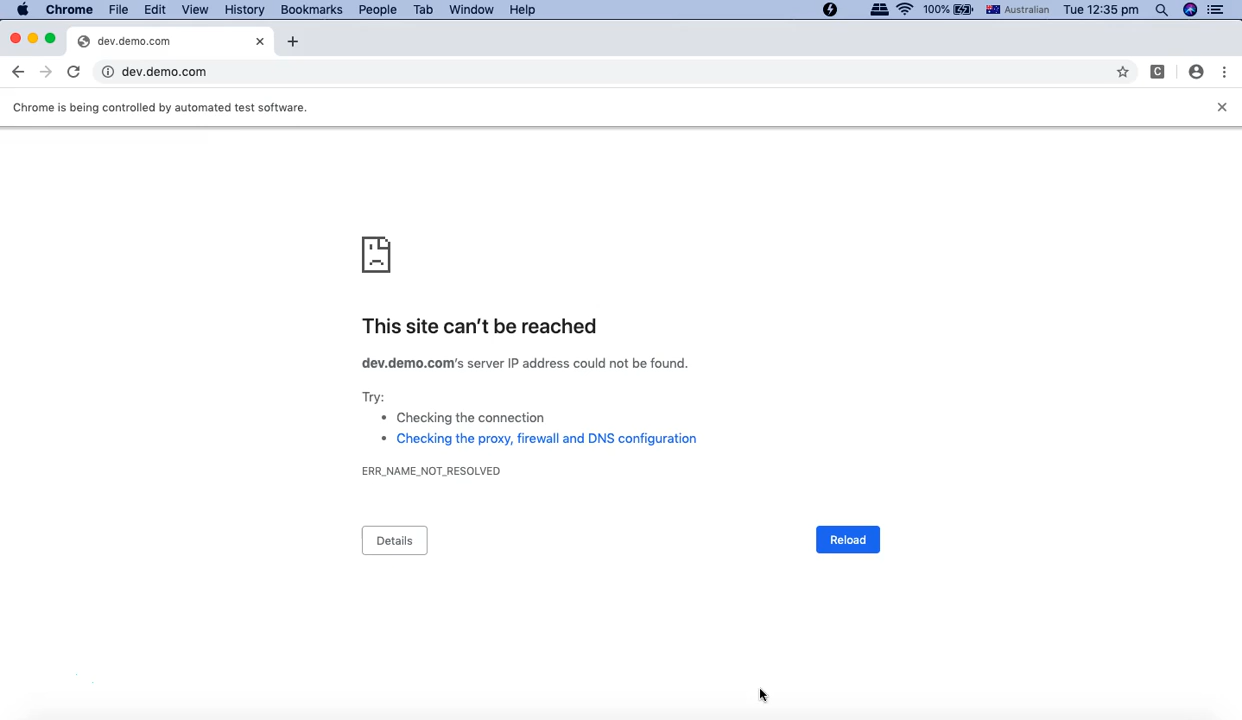 Chrome File Edit View History Bookmarks People Tab Window Help 100% Australian Tue 12:35 pm
dev.demo.com
dev.demo.com C
Chrome is being controlled by automated test software.
This site can't be reached
dev.demo.com's server IP address could not be found.
Try:
• Checking the connection
• Checking the proxy, firewall and DNS configuration
ERR_NAME_NOT_RESOLVED
Details Reload